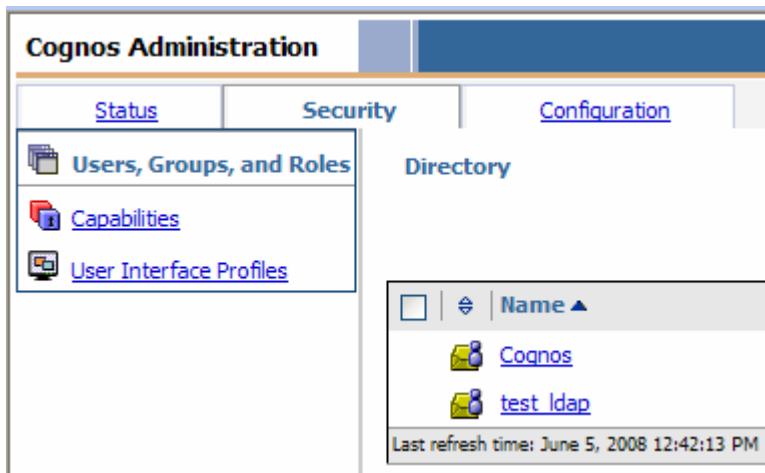 Cognos Administration
Status Security Configuration
Users, Groups, and Roles
Capabilities
User Interface Profiles
Directory
Name
Cognos
test_ldap
Last refresh time: June 5, 2008 12:42:13 PM